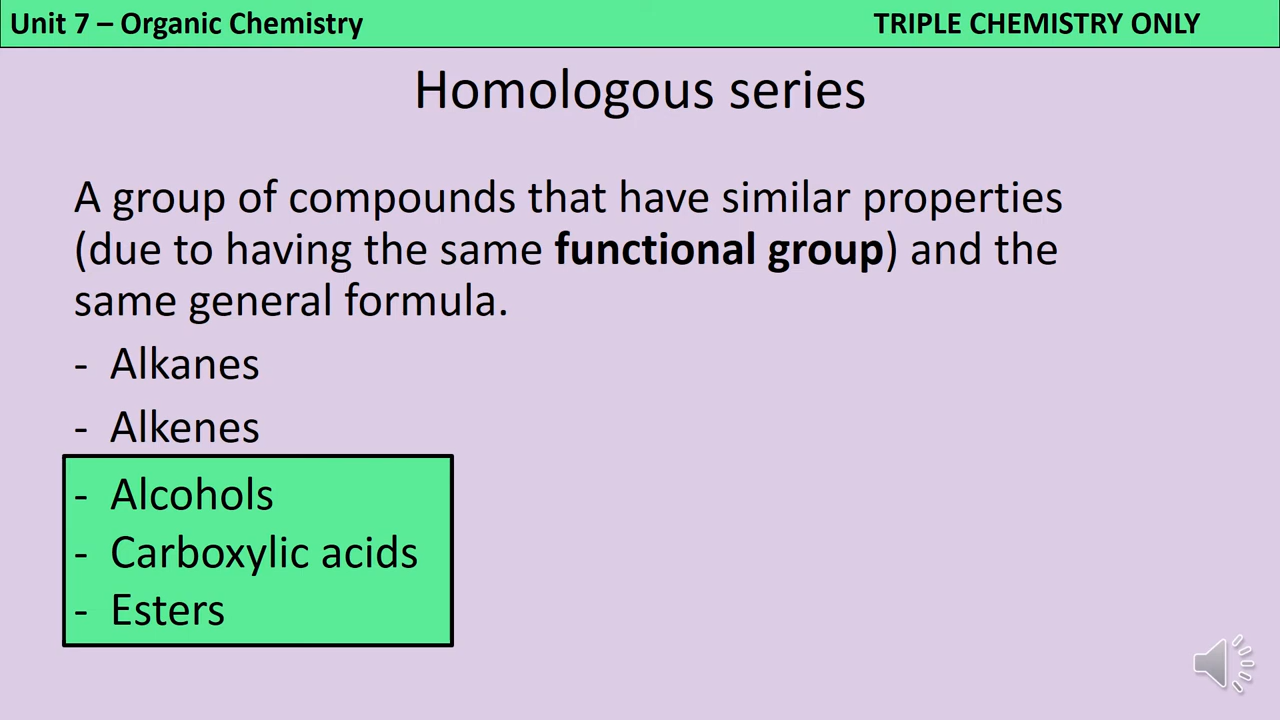 Unit 7 – Organic Chemistry
TRIPLE CHEMISTRY ONLY
Homologous series
A group of compounds that have similar properties
(due to having the same functional group) and the
same general formula.
- Alkanes
- Alkenes
- Alcohols
- Carboxylic acids
- Esters